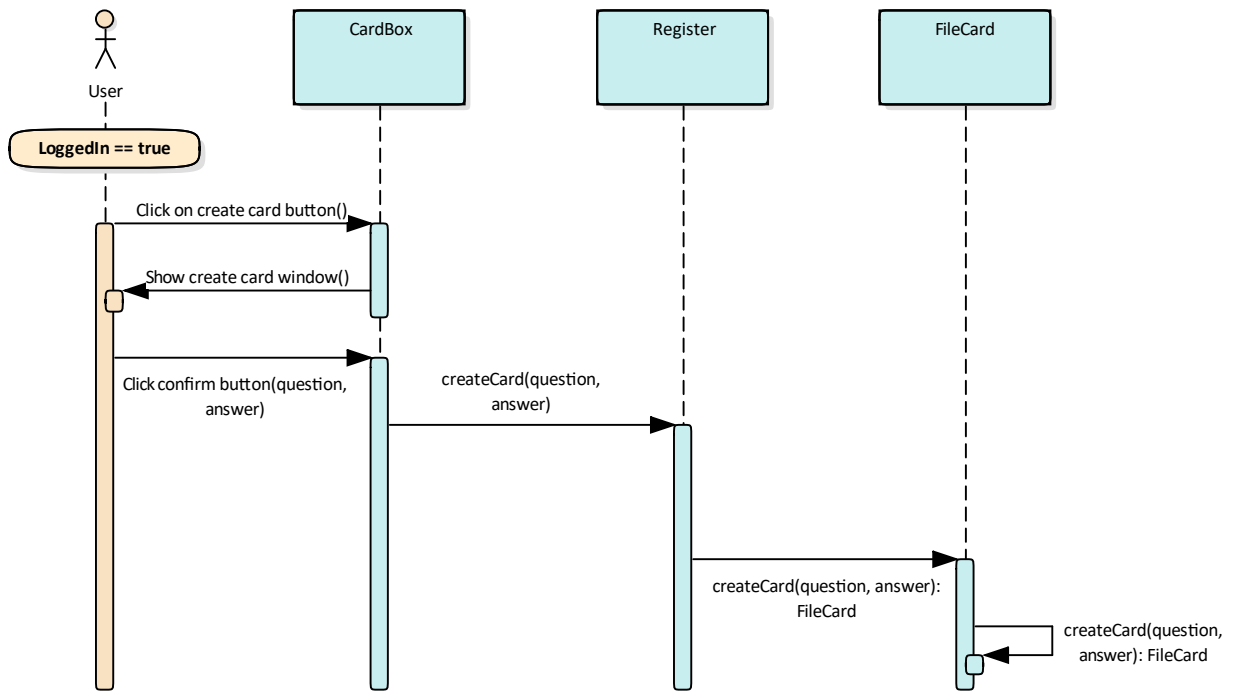 CardBox
Register
FileCard
User
LoggedIn == true
Click on create card button()
Show create card window()
Click confirm button(question,
answer)
createCard(question,
answer)
createCard(question, answer):
FileCard
createCard(question,
answer): FileCard